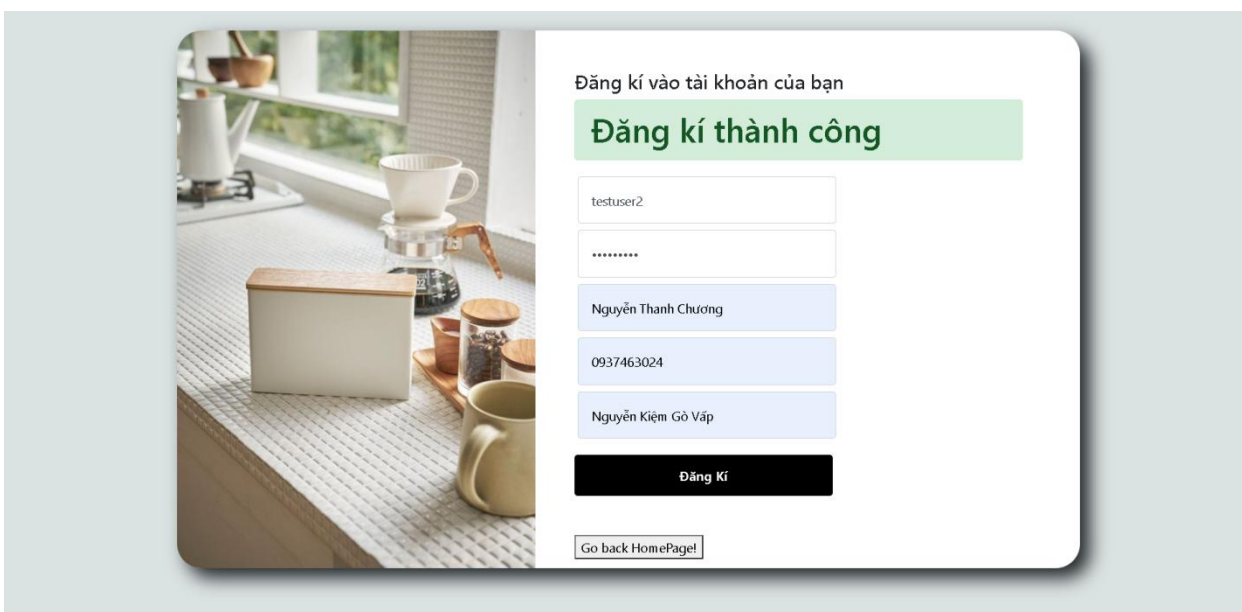 Đăng kí vào tài khoản của bạn
Đăng kí thành công
testuser2
•••••••••
Nguyễn Thanh Chương
0937463024
Nguyễn Kiệm Gò Vấp
Đăng Kí
Go back HomePage!